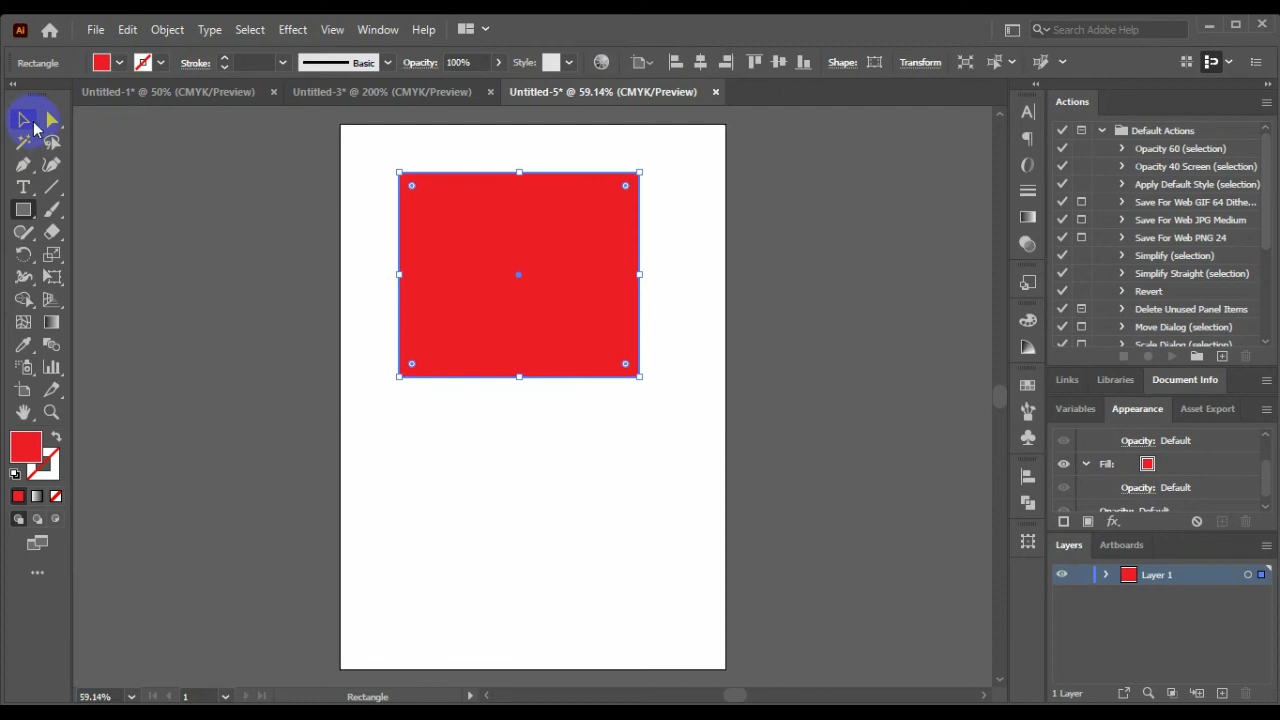 Ai File Edit Object Type Select Effect View Window Help Search Adobe Help
Rectangle Stroke: Basic Opacity: 100% Style: Shape: Transform
Untitled-1* @ 50% (CMYK/Preview) × Untitled-3* @ 200% (CMYK/Preview) × Untitled-5* @ 59.14% (CMYK/Preview) ×
Actions
Default Actions
Opacity 60 (selection)
Opacity 40 Screen (selection)
Apply Default Style (selection)
Save For Web GIF 64 Dithe...
Save For Web JPG Medium
Save For Web PNG 24
Simplify (selection)
Simplify Straight (selection)
Revert
Delete Unused Panel Items
Move Dialog (selection)
Scale Dialog (selection)
Links Libraries Document Info
Variables Appearance Asset Export
Opacity: Default
Fill:
Opacity: Default
Opacity: Default
fx
Layers Artboards
Layer 1
1 Layer
59.14% 1 Rectangle